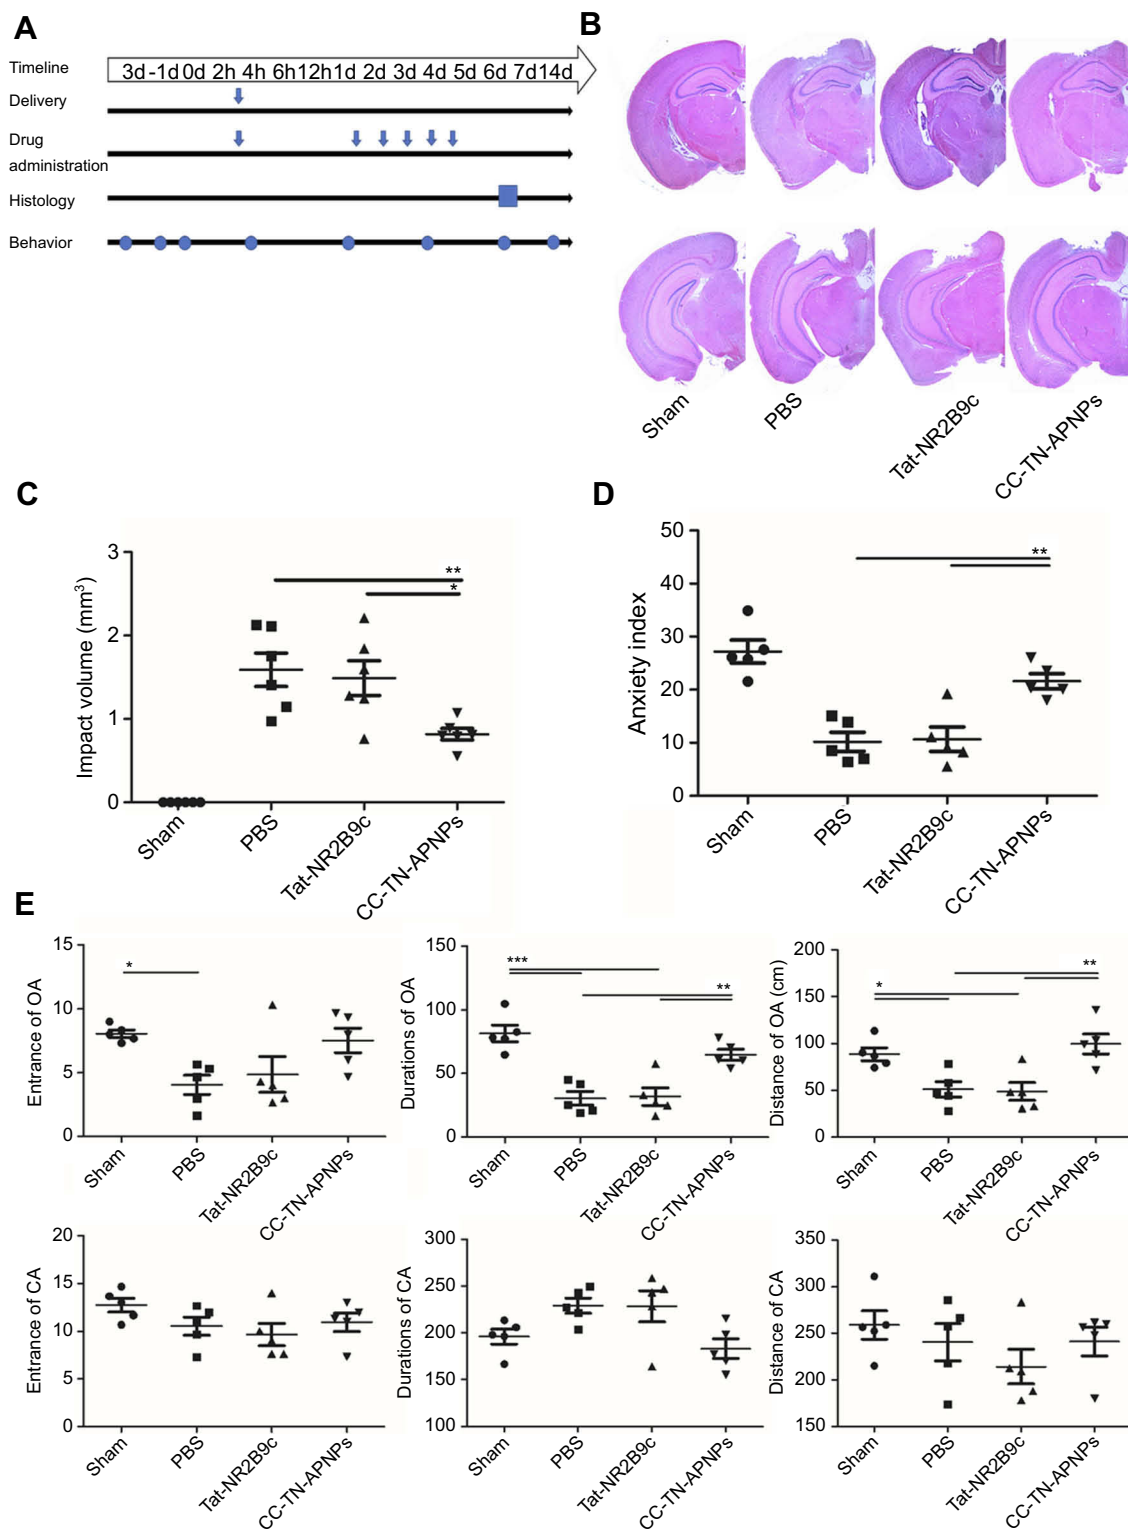 A
Timeline
3d -1d 0d 2h 4h 6h 12h 1d 2d 3d 4d 5d 6d 7d 14d
Delivery
Drug
administration
Histology
Behavior
B
Sham
PBS
Tat-NR2B9c
CC-TN-APNPs
C
Impact volume (mm³)
3
2
1
0
**
*
Sham
PBS
Tat-NR2B9c
CC-TN-APNPs
D
Anxiety index
50
40
30
20
10
0
**
Sham
PBS
Tat-NR2B9c
CC-TN-APNPs
E
Entrance of OA
15
10
5
0
*
Sham
PBS
Tat-NR2B9c
CC-TN-APNPs
Durations of OA
150
100
50
0
***
**
Sham
PBS
Tat-NR2B9c
CC-TN-APNPs
Distance of OA (cm)
200
150
100
50
0
*
**
Sham
PBS
Tat-NR2B9c
CC-TN-APNPs
Entrance of CA
20
15
10
5
0
Sham
PBS
Tat-NR2B9c
CC-TN-APNPs
Durations of CA
300
250
200
150
100
Sham
PBS
Tat-NR2B9c
CC-TN-APNPs
Distance of CA
350
300
250
200
150
Sham
PBS
Tat-NR2B9c
CC-TN-APNPs